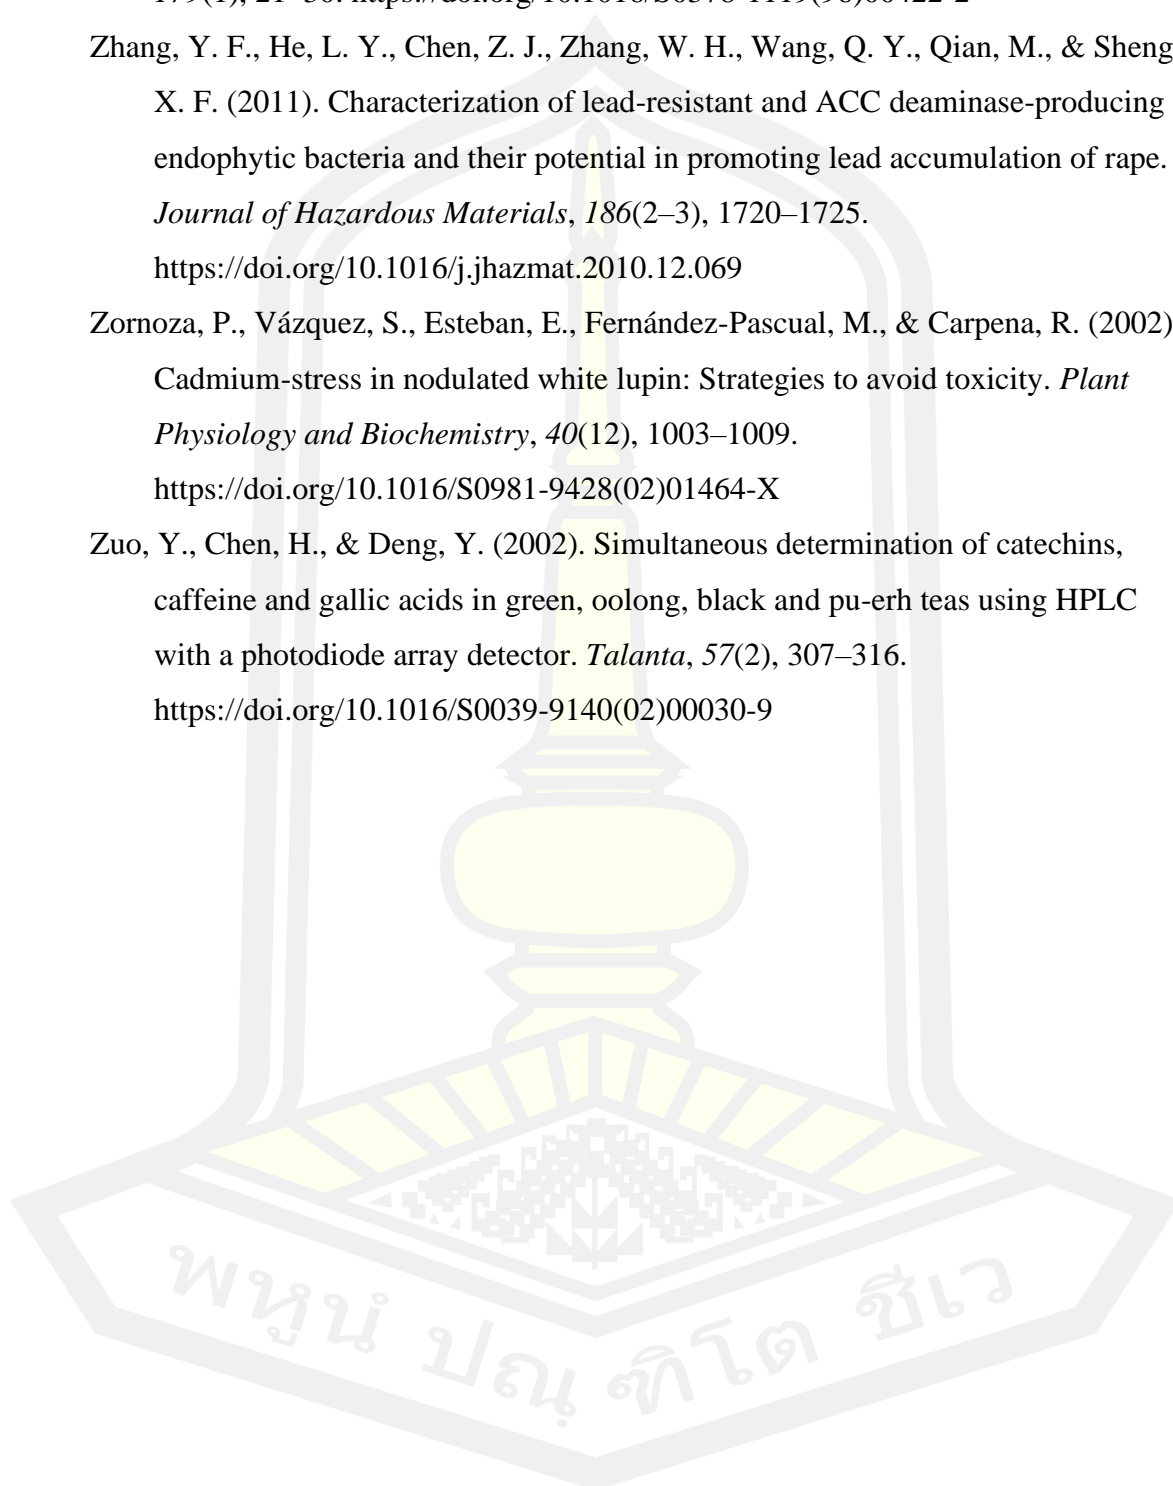 Zhang, Y. F., He, L. Y., Chen, Z. J., Zhang, W. H., Wang, Q. Y., Qian, M., & Sheng
X. F. (2011). Characterization of lead-resistant and ACC deaminase-producing
endophytic bacteria and their potential in promoting lead accumulation of rape.
Journal of Hazardous Materials, 186(2–3), 1720–1725.
https://doi.org/10.1016/j.jhazmat.2010.12.069
Zornoza, P., Vázquez, S., Esteban, E., Fernández-Pascual, M., & Carpena, R. (2002)
Cadmium-stress in nodulated white lupin: Strategies to avoid toxicity. Plant
Physiology and Biochemistry, 40(12), 1003–1009.
https://doi.org/10.1016/S0981-9428(02)01464-X
Zuo, Y., Chen, H., & Deng, Y. (2002). Simultaneous determination of catechins,
caffeine and gallic acids in green, oolong, black and pu-erh teas using HPLC
with a photodiode array detector. Talanta, 57(2), 307–316.
https://doi.org/10.1016/S0039-9140(02)00030-9
พหูนํ ปณฺฑิโต ชีเว